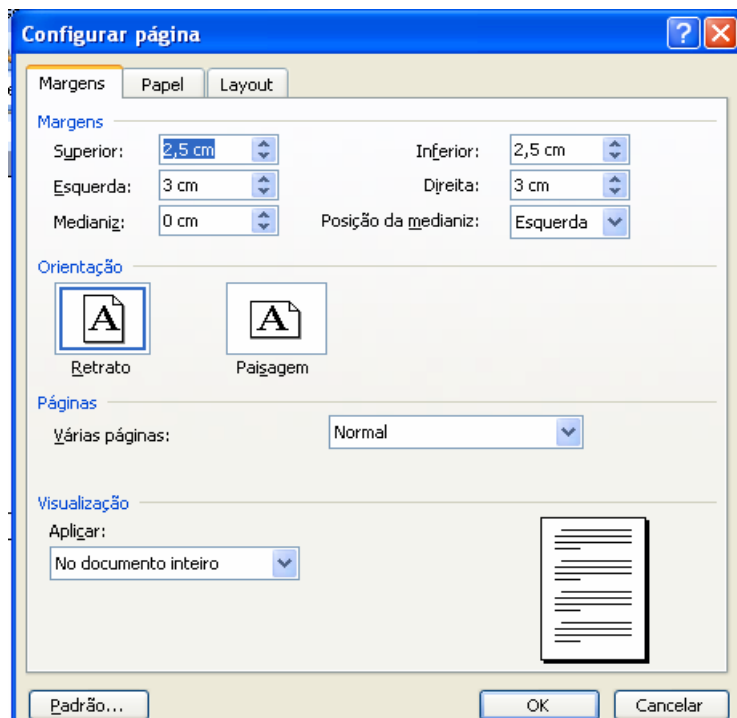 Configurar página
Margens Papel Layout
Margens
Superior: 2,5 cm Inferior: 2,5 cm
Esquerda: 3 cm Direita: 3 cm
Medianiz: 0 cm Posição da medianiz: Esquerda
Orientação
A A
Retrato Paisagem
Páginas
Várias páginas: Normal
Visualização
Aplicar:
No documento inteiro
Padrão... OK Cancelar